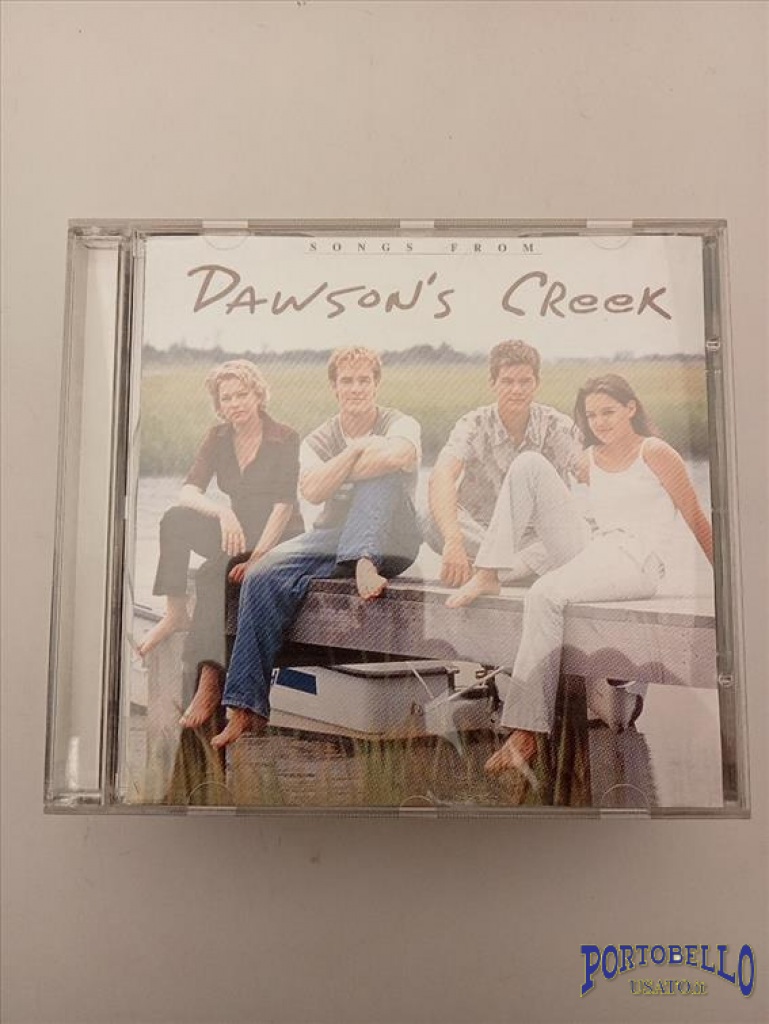 SONGS FROM
DAWSON'S CREEK
PORTOBELLO
USATO.it